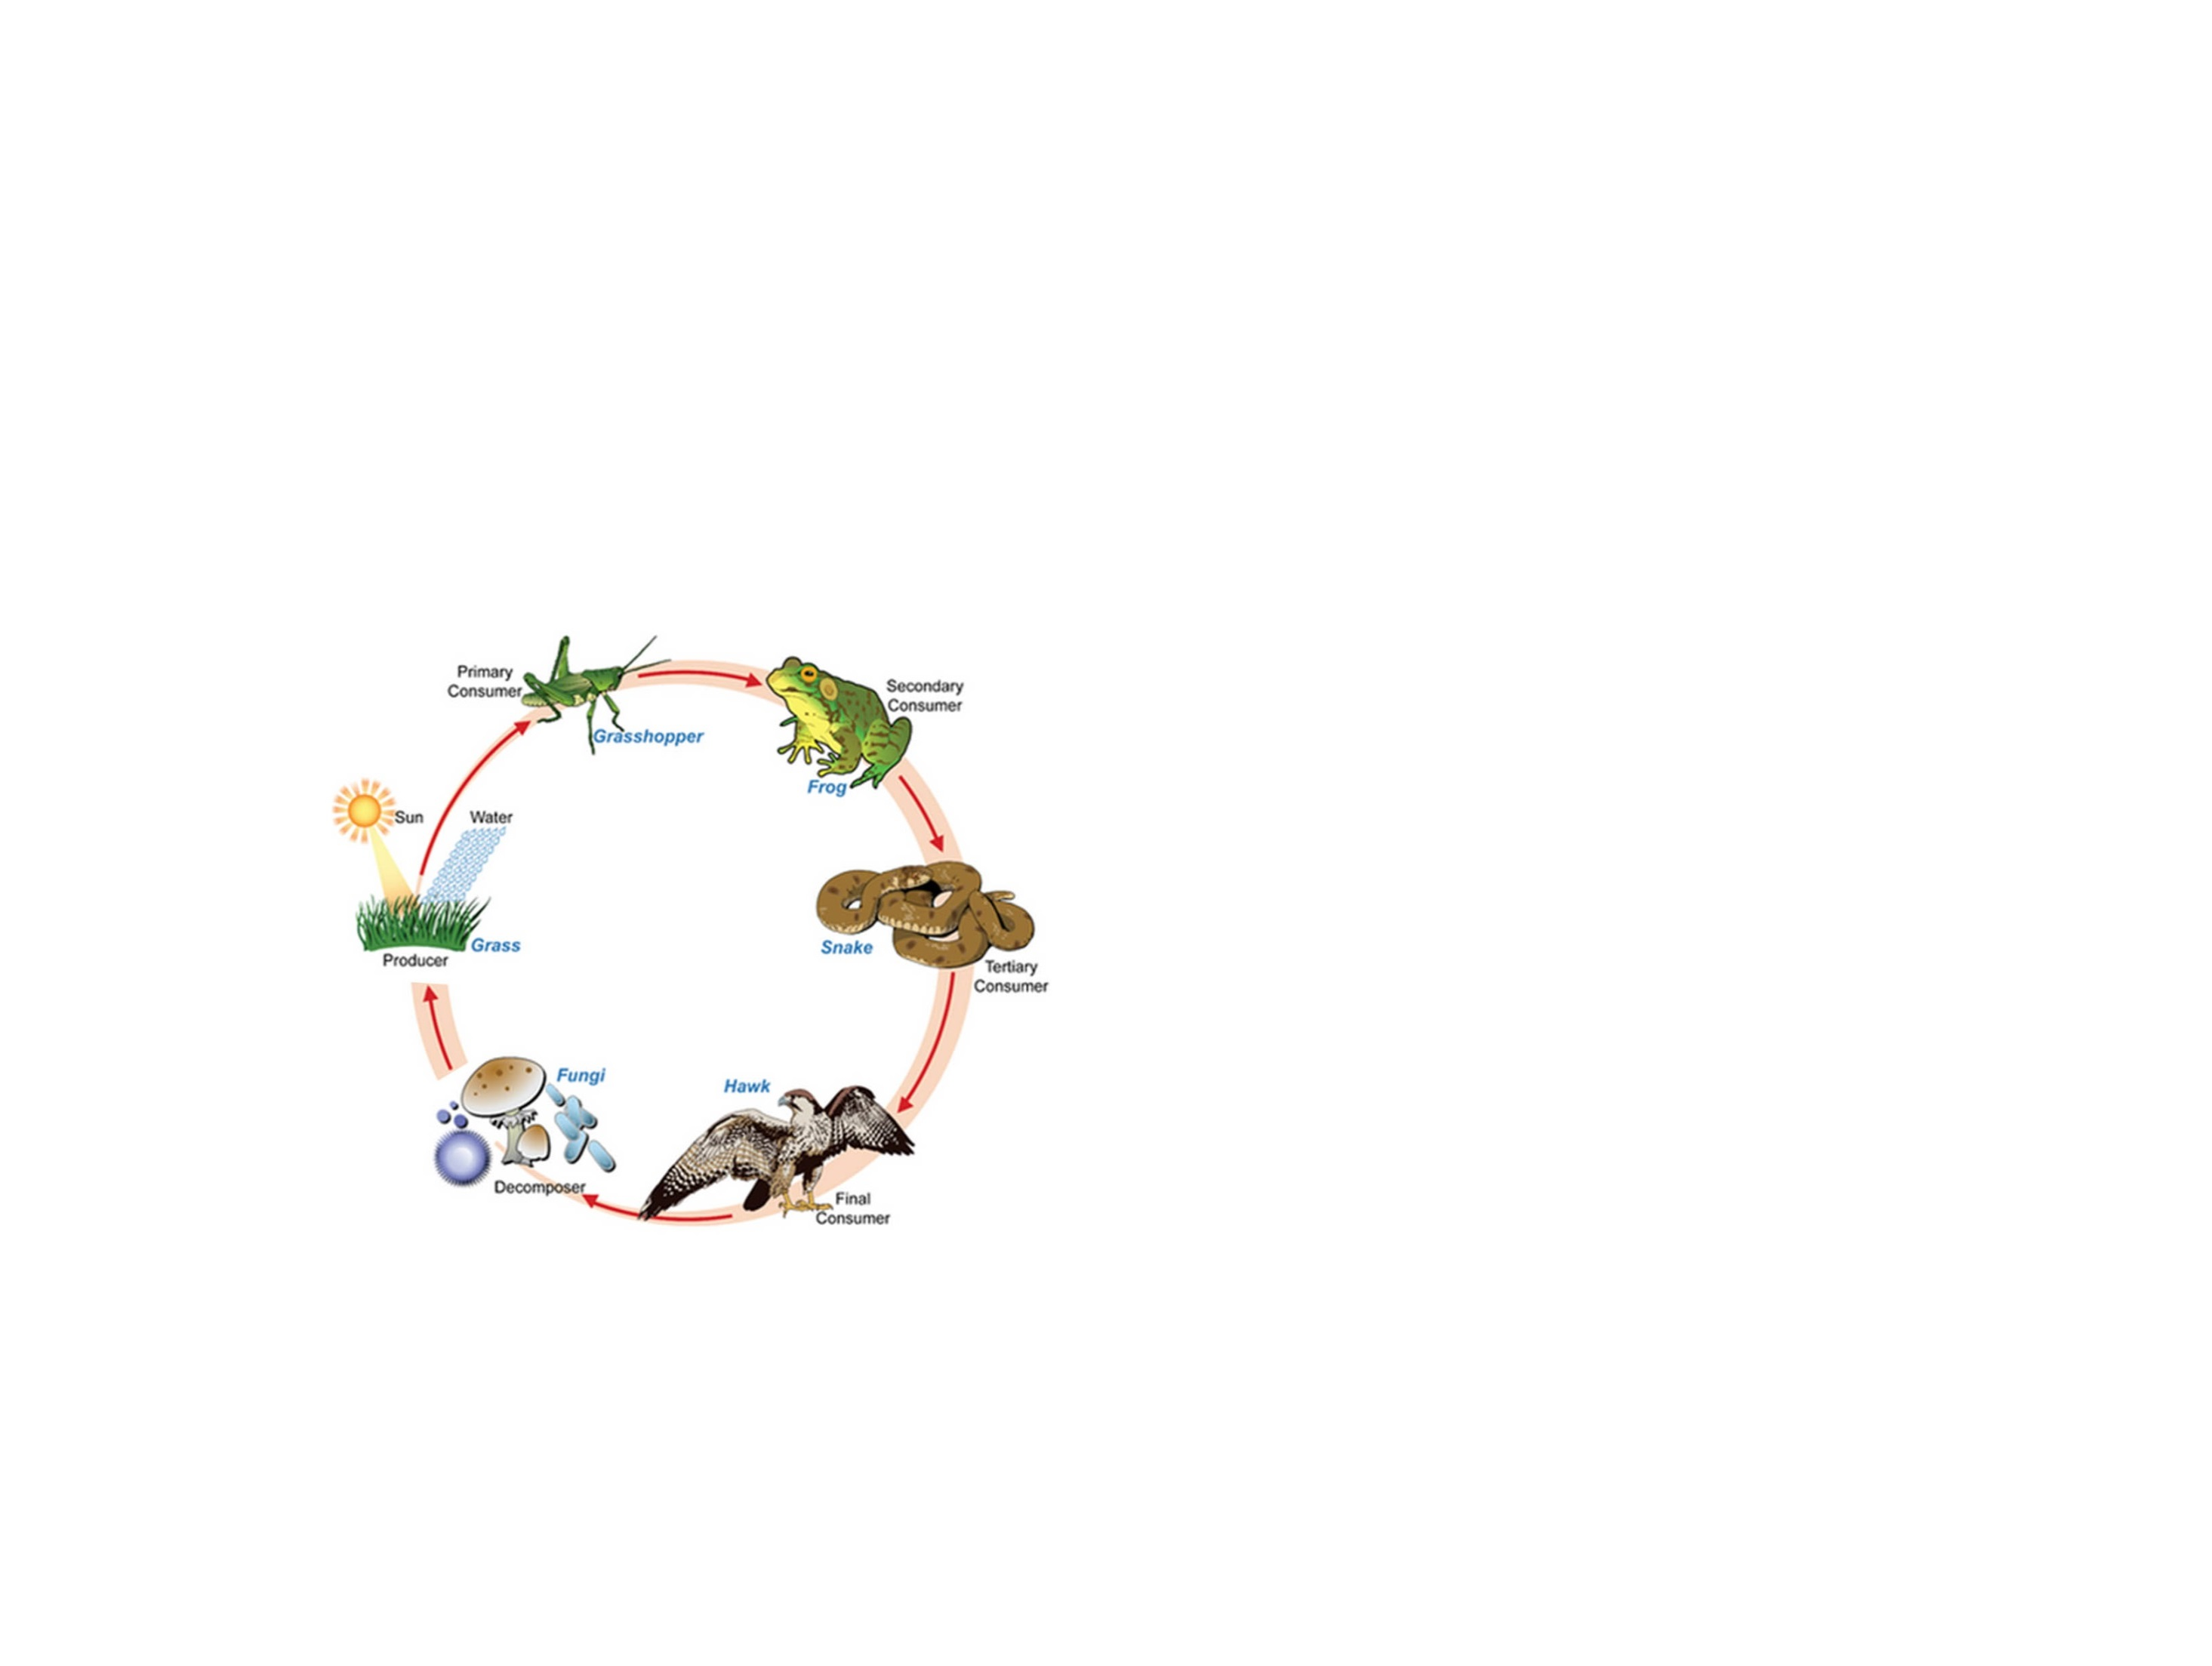 Primary
Consumer
Grasshopper
Secondary
Consumer
Frog
Sun
Water
Grass
Producer
Snake
Tertiary
Consumer
Fungi
Hawk
Decomposer
Final
Consumer